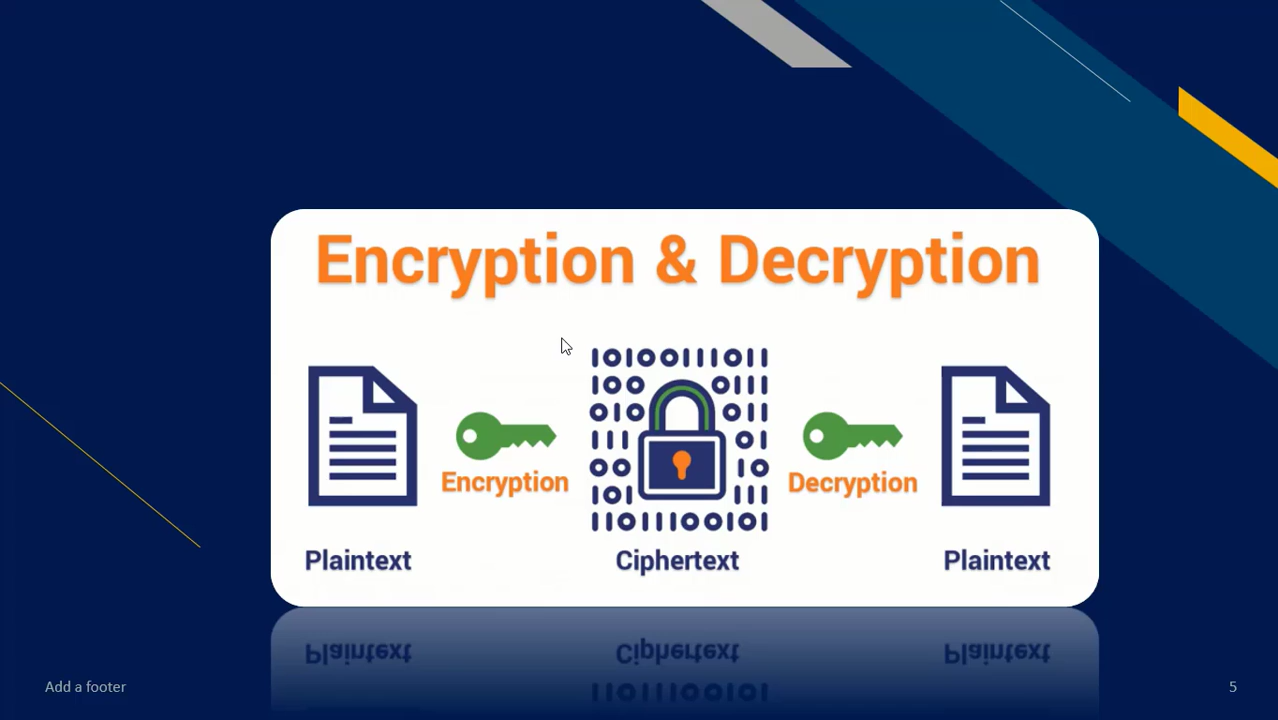 Encryption & Decryption
Encryption
Decryption
Plaintext
Ciphertext
Plaintext
Add a footer
5